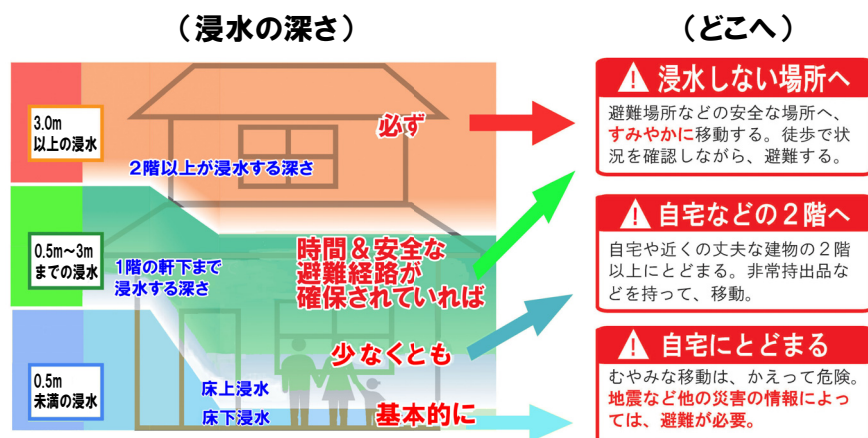 （浸水の深さ）
（どこへ）
3.0m
以上の浸水
必ず
2階以上が浸水する深さ
0.5m～3m
までの浸水
1階の軒下まで
浸水する深さ
時間＆安全な
避難経路が
確保されていれば
少なくとも
0.5m
未満の浸水
床上浸水
床下浸水
基本的に
浸水しない場所へ
避難場所などの安全な場所へ、
すみやかに移動する。徒歩で状
況を確認しながら、避難する。
自宅などの２階へ
自宅や近くの丈夫な建物の２階
以上にとどまる。非常持出品な
どを持って、移動。
自宅にとどまる
むやみな移動は、かえって危険。
地震など他の災害の情報によっ
ては、避難が必要。